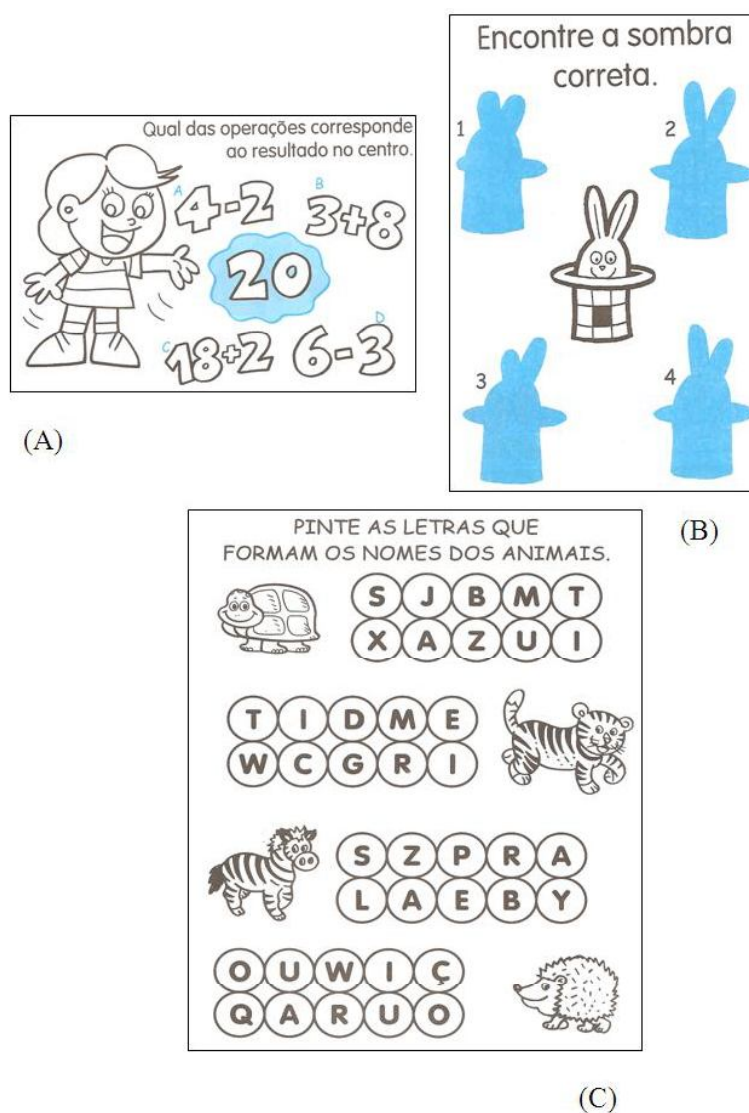 Qual das operações corresponde
ao resultado no centro.
A
4-2
B
3+8
20
C
18+2
D
6-3
(A)
Encontre a sombra
correta.
1
2
3
4
(B)
PINTE AS LETRAS QUE
FORMAM OS NOMES DOS ANIMAIS.
S J B M T
X A Z U I
T I D M E
W C G R I
S Z P R A
L A E B Y
O U W I Ç
Q A R U O
(C)